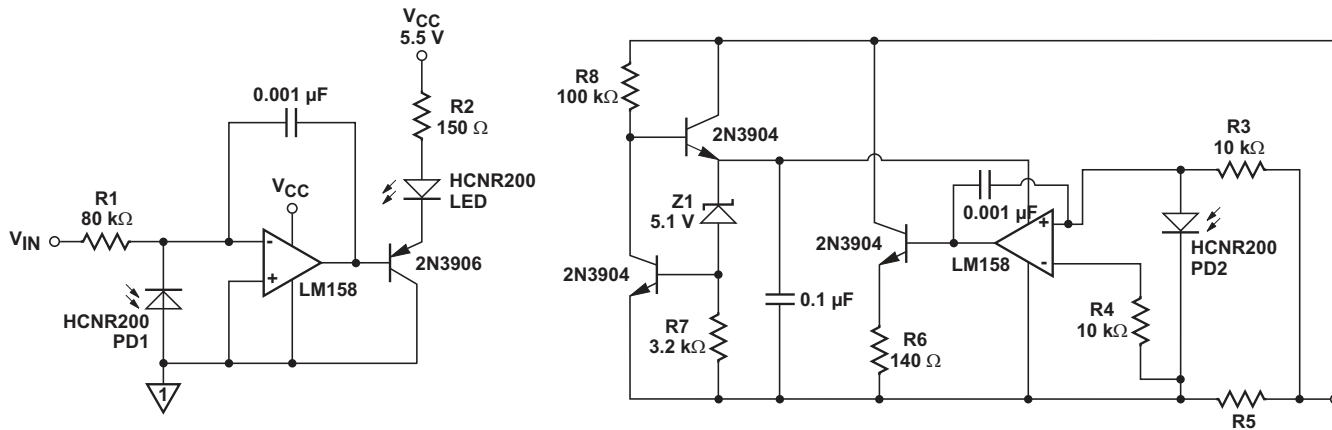 VCC
5.5 V
0.001 µF
R2
150 Ω
HCNR200
LED
VCC
R1
80 kΩ
VIN
-
+
LM158
2N3906
HCNR200
PD1
1
R8
100 kΩ
2N3904
Z1
5.1 V
2N3904
R7
3.2 kΩ
0.1 µF
2N3904
R6
140 Ω
0.001 µF
LM158
+
-
R3
10 kΩ
HCNR200
PD2
R4
10 kΩ
R5